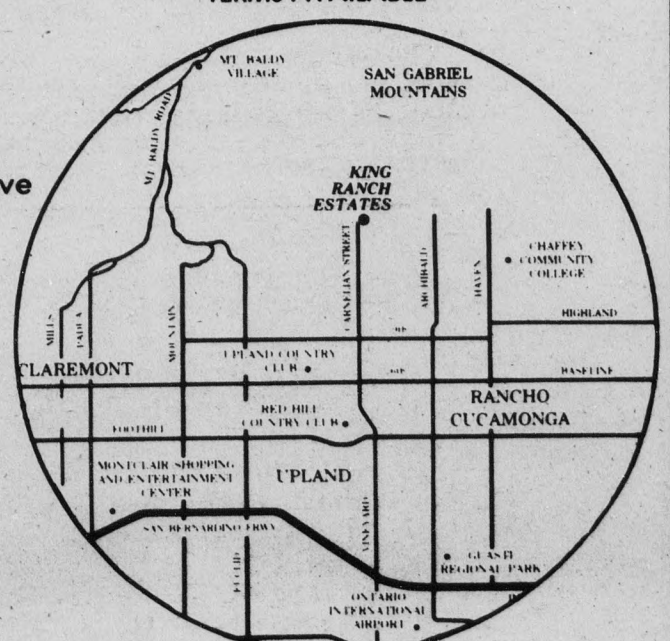 MT. BALDY
VILLAGE
SAN GABRIEL
MOUNTAINS
MT. BALDY ROAD
ve
KING
RANCH
ESTATES
CARNELIAN STREET
ARCHIBALD
HAVEN
CHAFFEY
COMMUNITY
COLLEGE
MILLS
PADUA
MOUNTAIN
HIGHLAND
19th
UPLAND COUNTRY
CLUB
CLAREMONT
BASELINE
RANCHO
CUCAMONGA
RED HILL
COUNTRY CLUB
FOOTHILL
MONTCLAIR SHOPPING
AND ENTERTAINMENT
CENTER
UPLAND
SAN BERNARDINO FRWY.
VINEYARD
EUCLID
GUASTI
REGIONAL PARK
ONTARIO
INTERNATIONAL
AIRPORT